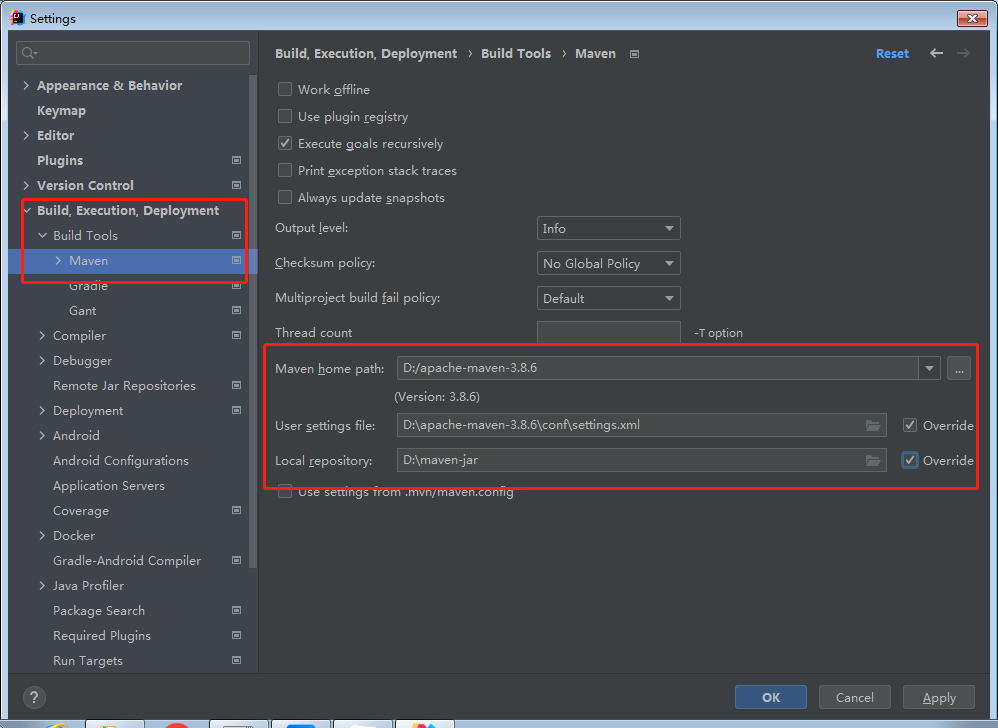 Settings
Appearance & Behavior
Keymap
Editor
Plugins
Version Control
Build, Execution, Deployment
Build Tools
Maven
Gradle
Gant
Compiler
Debugger
Remote Jar Repositories
Deployment
Android
Android Configurations
Application Servers
Coverage
Docker
Gradle-Android Compiler
Java Profiler
Package Search
Required Plugins
Run Targets
Build, Execution, Deployment › Build Tools › Maven
Reset
Work offline
Use plugin registry
Execute goals recursively
Print exception stack traces
Always update snapshots
Output level: Info
Checksum policy: No Global Policy
Multiproject build fail policy: Default
Thread count -T option
Maven home path: D:/apache-maven-3.8.6 ...
(Version: 3.8.6)
User settings file: D:\apache-maven-3.8.6\conf\settings.xml Override
Local repository: D:\maven-jar Override
Use settings from .mvn/maven.config
? OK Cancel Apply